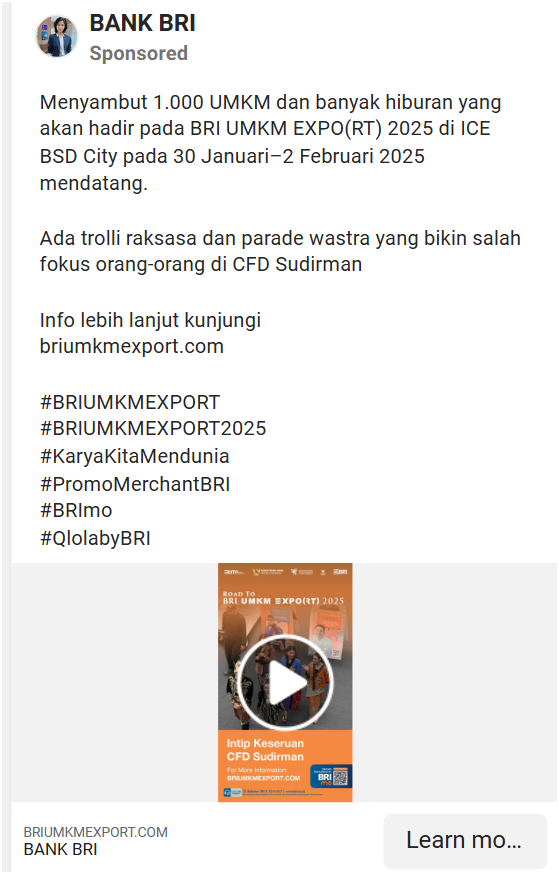 BANK BRI
Sponsored
Menyambut 1.000 UMKM dan banyak hiburan yang
akan hadir pada BRI UMKM EXPO(RT) 2025 di ICE
BSD City pada 30 Januari–2 Februari 2025
mendatang.
Ada trolli raksasa dan parade wastra yang bikin salah
fokus orang-orang di CFD Sudirman
Info lebih lanjut kunjungi
briumkmexport.com
#BRIUMKMEXPORT
#BRIUMKMEXPORT2025
#KaryaKitaMendunia
#PromoMerchantBRI
#BRImo
#QlolabyBRI
BRI
ROAD TO
BRI UMKM EXPO(RT) 2025
Intip Keseruan
CFD Sudirman
For More Information
BRIUMKMEXPORT.COM
BRI
mo
BRIUMKMEXPORT.COM
BANK BRI
Learn mo...